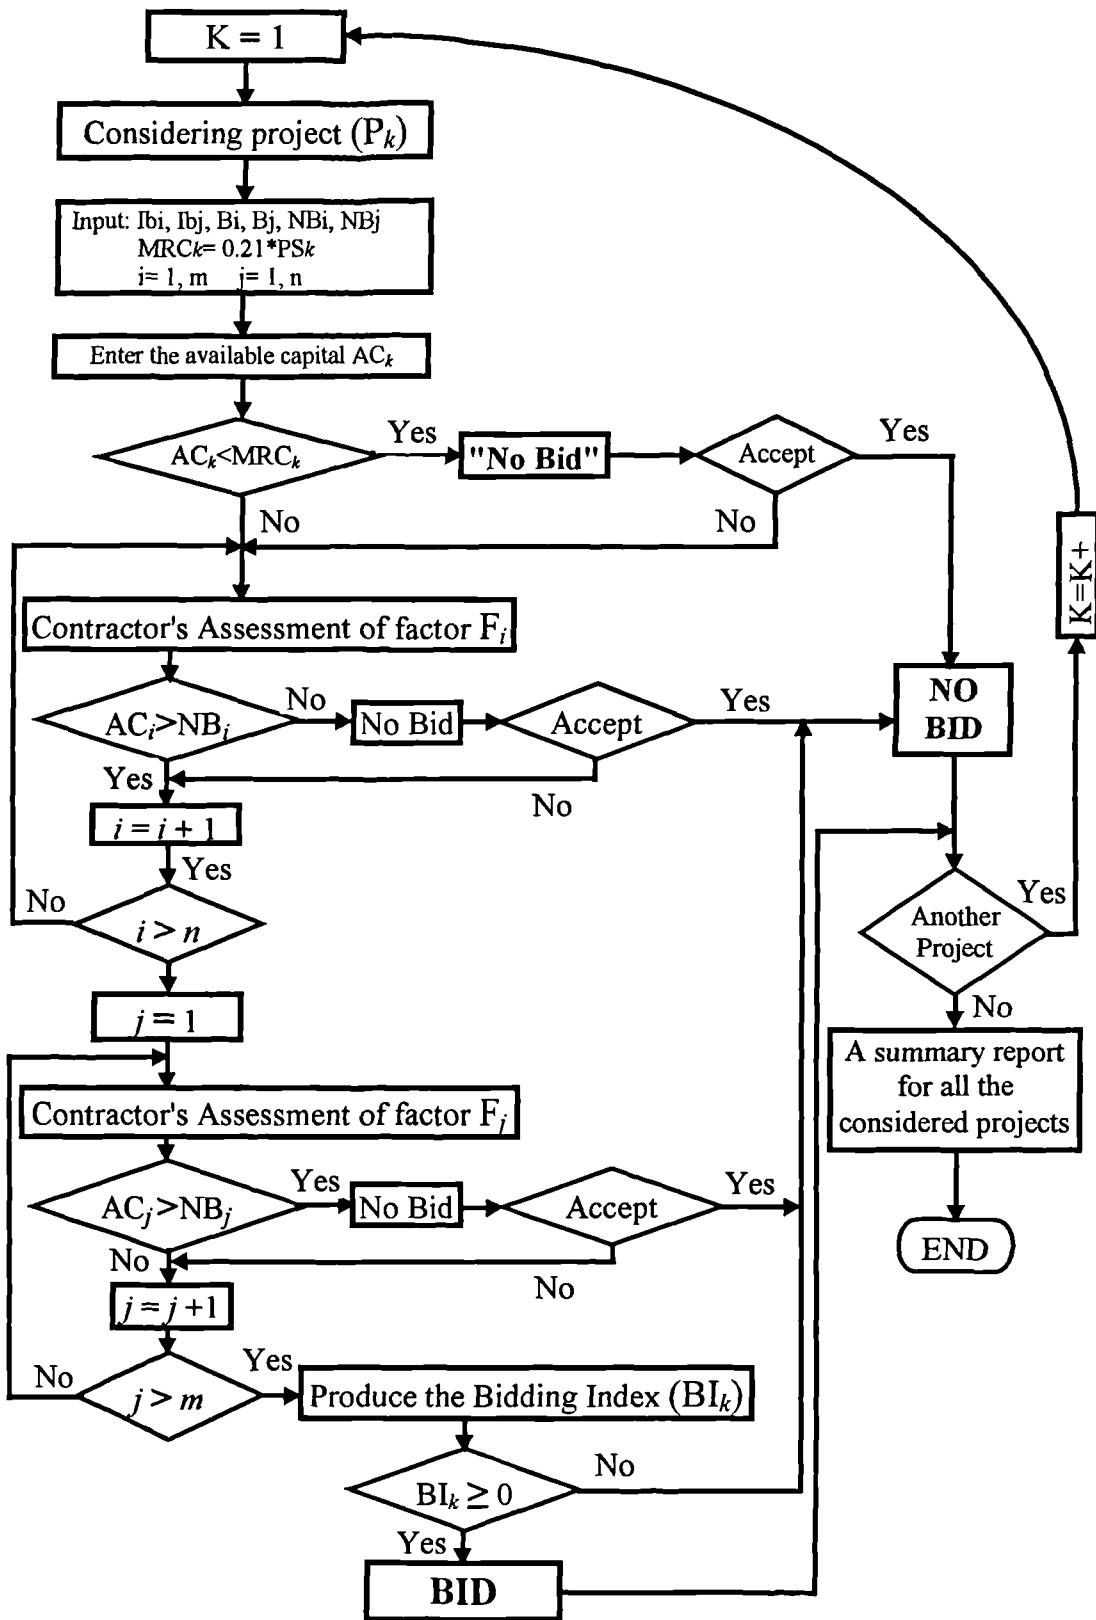 K = 1
Considering project (Pk)
Input: Ibi, Ibj, Bi, Bj, NBi, NBj
MRCk= 0.21*PSk
i= 1, m j= 1, n
Enter the available capital ACk
ACk<MRCk
Yes
"No Bid"
Accept
Yes
No
No
Contractor's Assessment of factor Fi
ACi>NBi
No
No Bid
Accept
Yes
NO
BID
Yes
No
i = i + 1
Yes
No
i > n
j = 1
Another
Project
Yes
No
K=K+
A summary report
for all the
considered projects
END
Contractor's Assessment of factor Fj
ACj>NBj
Yes
No Bid
Accept
Yes
No
No
j = j +1
No
j > m
Yes
Produce the Bidding Index (BIk)
BIk ≥ 0
No
Yes
BID